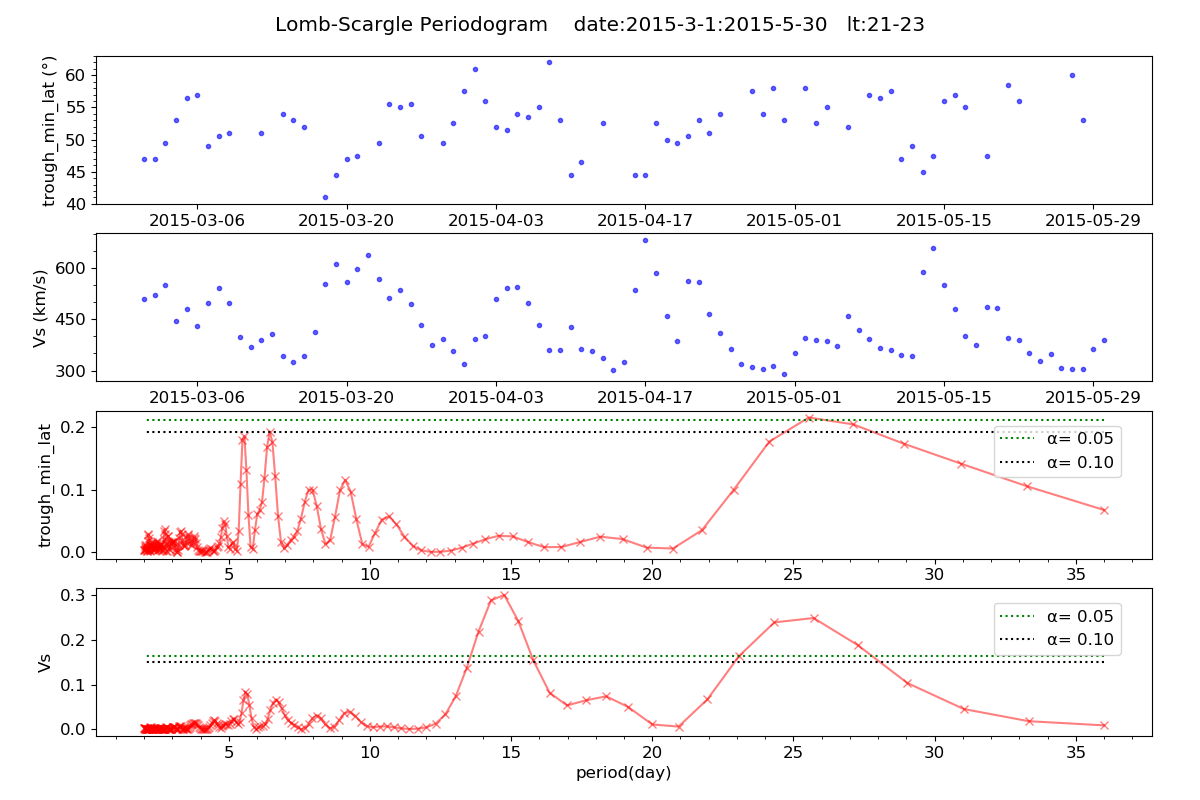 Lomb-Scargle Periodogram    date:2015-3-1:2015-5-30   lt:21-23
trough_min_lat (°)
60
55
50
45
40
2015-03-06 2015-03-20 2015-04-03 2015-04-17 2015-05-01 2015-05-15 2015-05-29
Vs (km/s)
600
450
300
2015-03-06 2015-03-20 2015-04-03 2015-04-17 2015-05-01 2015-05-15 2015-05-29
trough_min_lat
0.2
0.1
0.0
α= 0.05
α= 0.10
5 10 15 20 25 30 35
Vs
0.3
0.2
0.1
0.0
α= 0.05
α= 0.10
5 10 15 20 25 30 35
period(day)